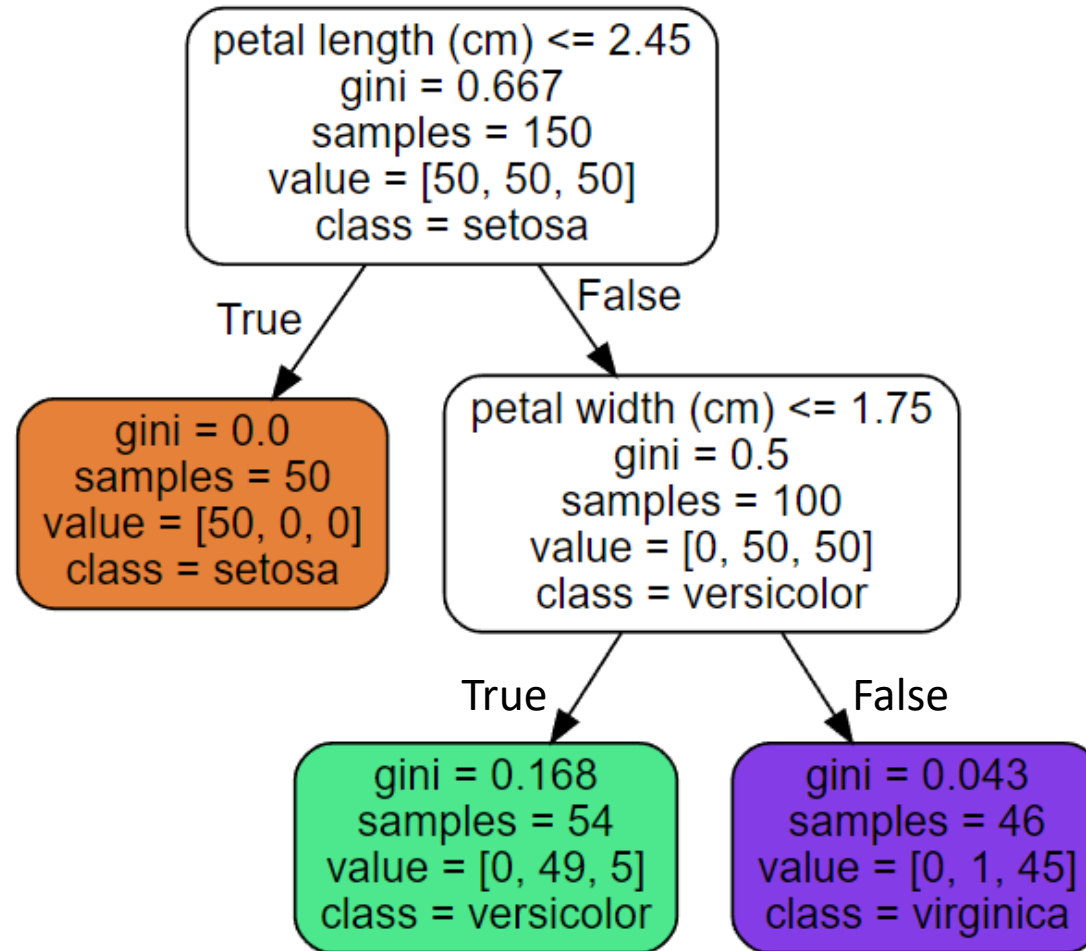 petal length (cm) <= 2.45
gini = 0.667
samples = 150
value = [50, 50, 50]
class = setosa
True
False
gini = 0.0
samples = 50
value = [50, 0, 0]
class = setosa
petal width (cm) <= 1.75
gini = 0.5
samples = 100
value = [0, 50, 50]
class = versicolor
True
False
gini = 0.168
samples = 54
value = [0, 49, 5]
class = versicolor
gini = 0.043
samples = 46
value = [0, 1, 45]
class = virginica